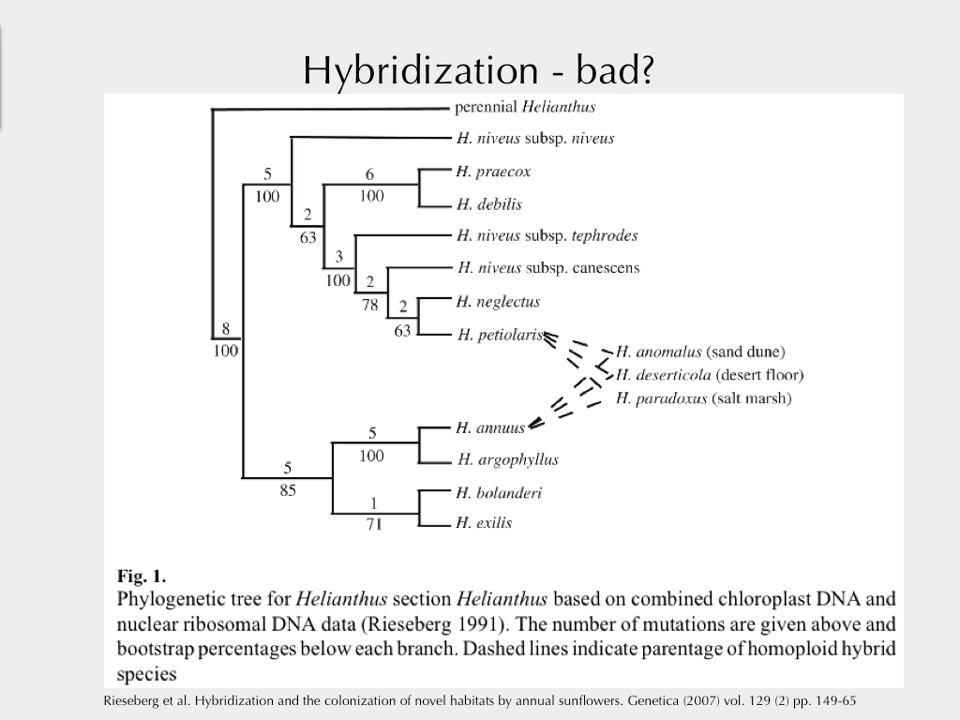 Hybridization - bad?
perennial Helianthus
H. niveus subsp. niveus
5
6
H. praecox
100
100
H. debilis
2
63
H. niveus subsp. tephrodes
3
100
2
H. niveus subsp. canescens
78
2
H. neglectus
63
H. petiolaris
8
100
H. anomalus (sand dune)
H. deserticola (desert floor)
H. paradoxus (salt marsh)
H. annuus
5
100
H. argophyllus
5
85
H. bolanderi
1
71
H. exilis
Fig. 1.
Phylogenetic tree for Helianthus section Helianthus based on combined chloroplast DNA and
nuclear ribosomal DNA data (Rieseberg 1991). The number of mutations are given above and
bootstrap percentages below each branch. Dashed lines indicate parentage of homoploid hybrid
species
Rieseberg et al. Hybridization and the colonization of novel habitats by annual sunflowers. Genetica (2007) vol. 129 (2) pp. 149-65